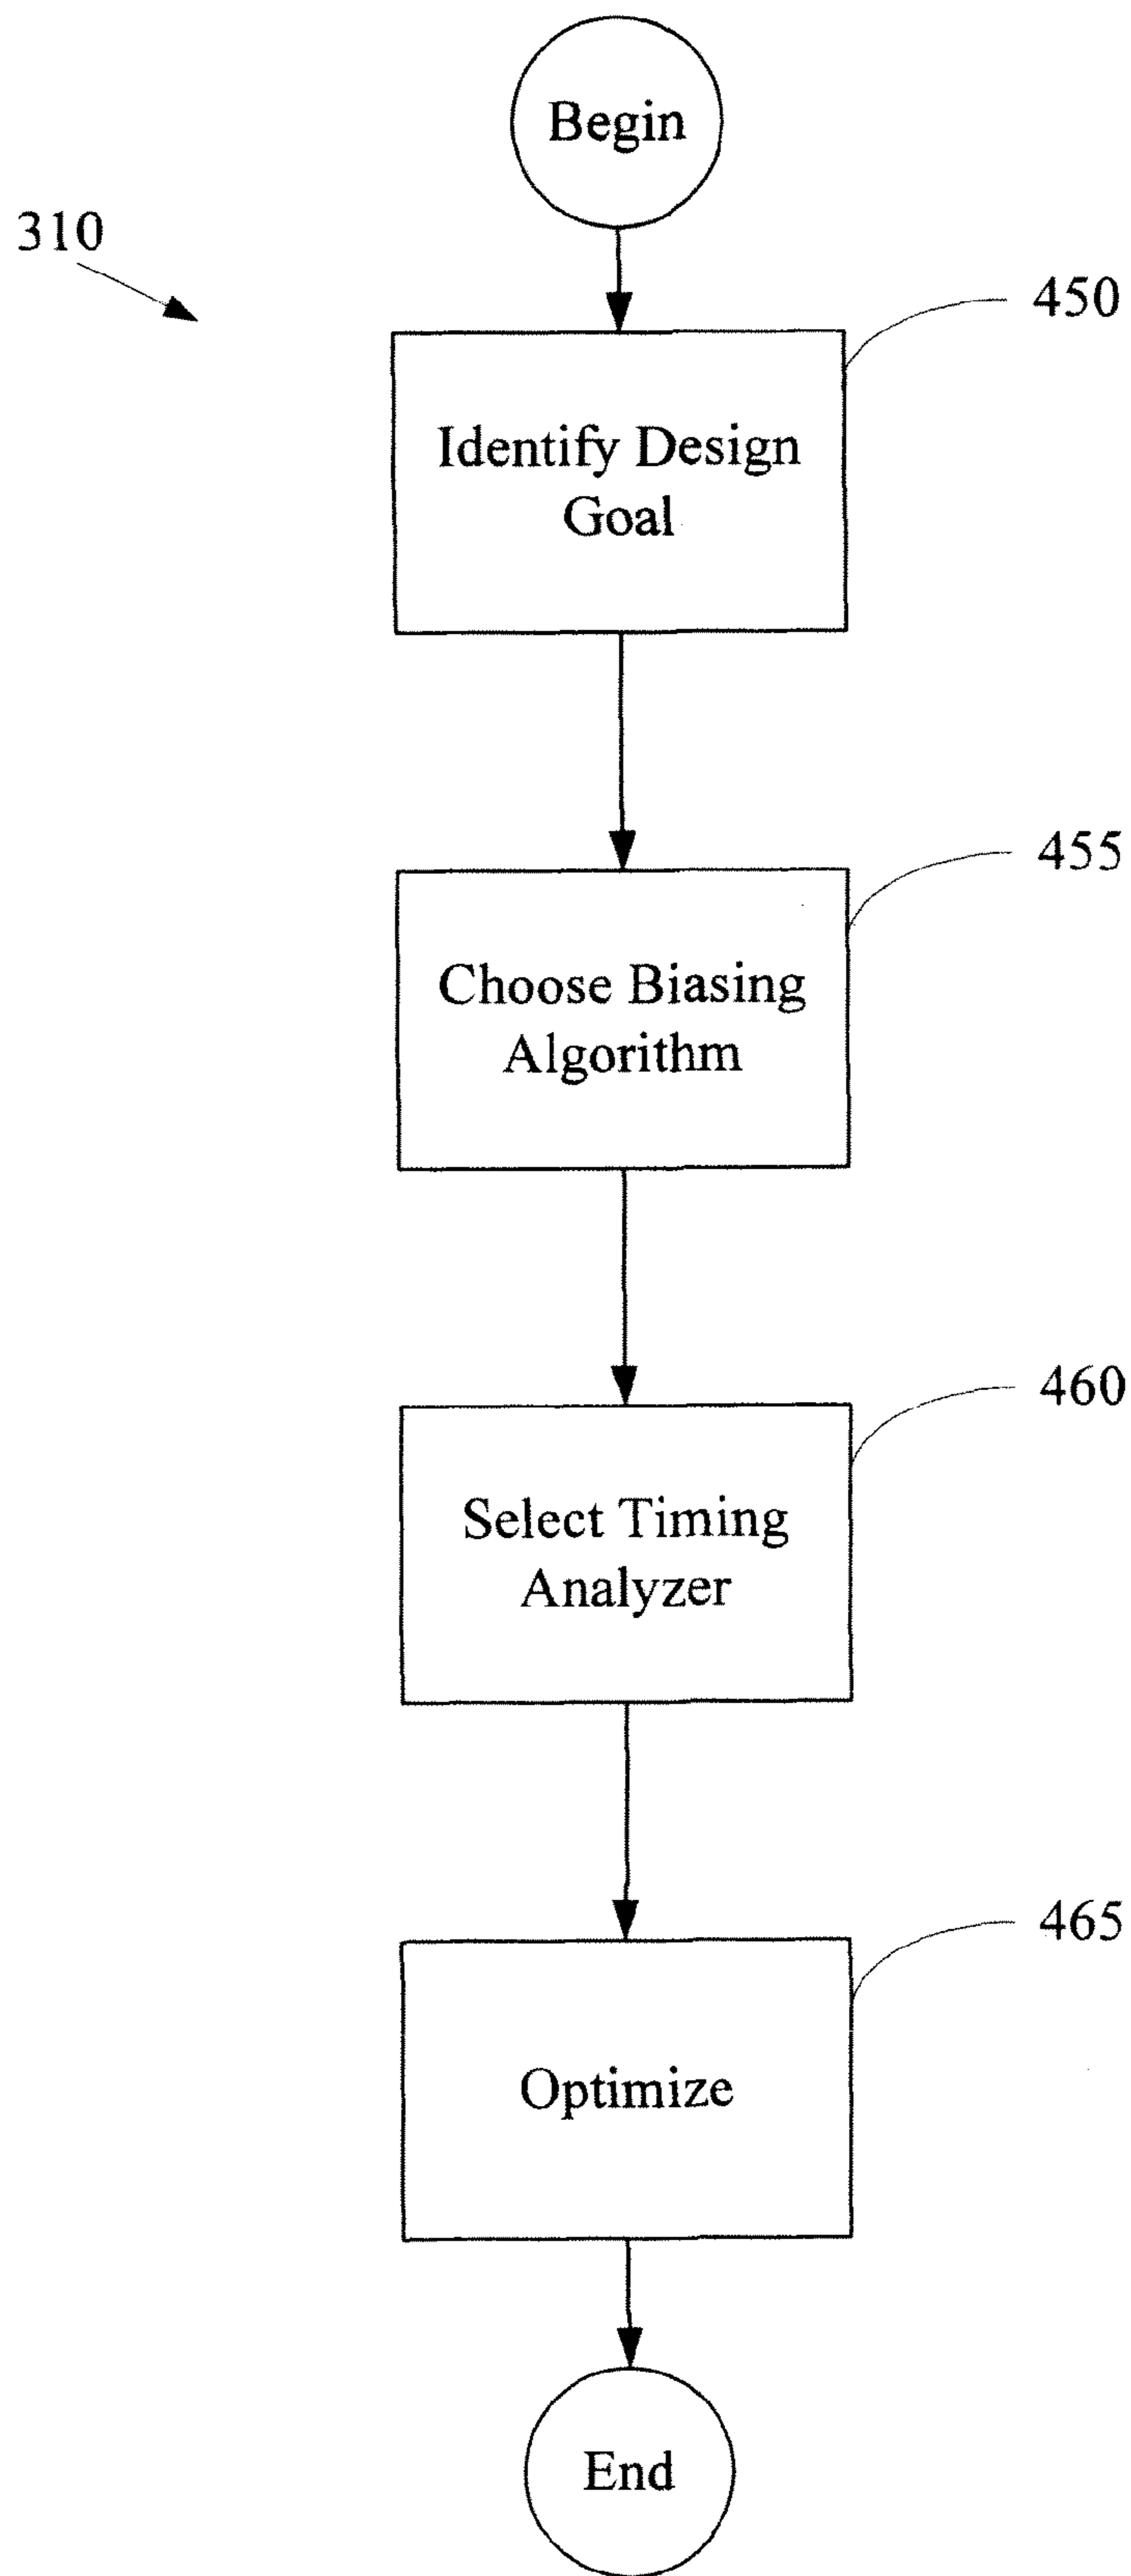 Begin
310
450
Identify Design
Goal
455
Choose Biasing
Algorithm
460
Select Timing
Analyzer
465
Optimize
End